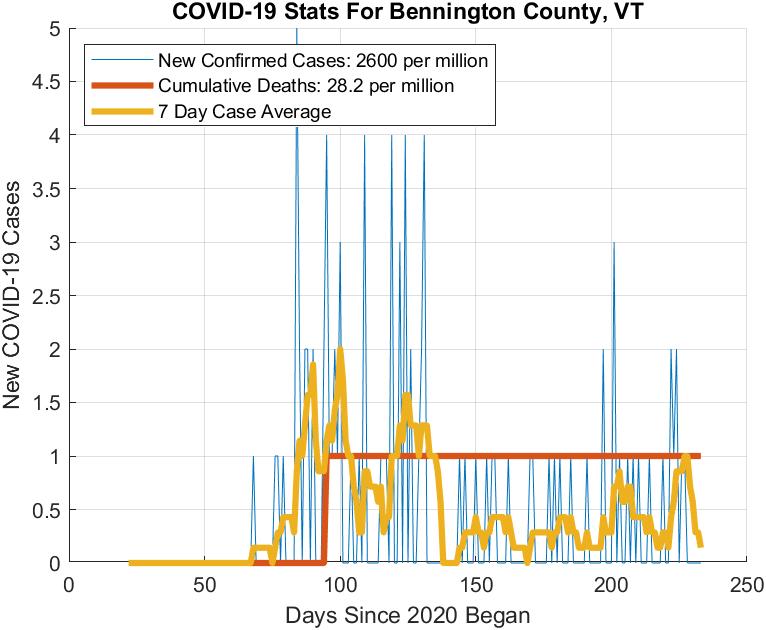 COVID-19 Stats For Bennington County, VT
New Confirmed Cases: 2600 per million
Cumulative Deaths: 28.2 per million
7 Day Case Average
New COVID-19 Cases
5
4.5
4
3.5
3
2.5
2
1.5
1
0.5
0
0 50 100 150 200 250
Days Since 2020 Began